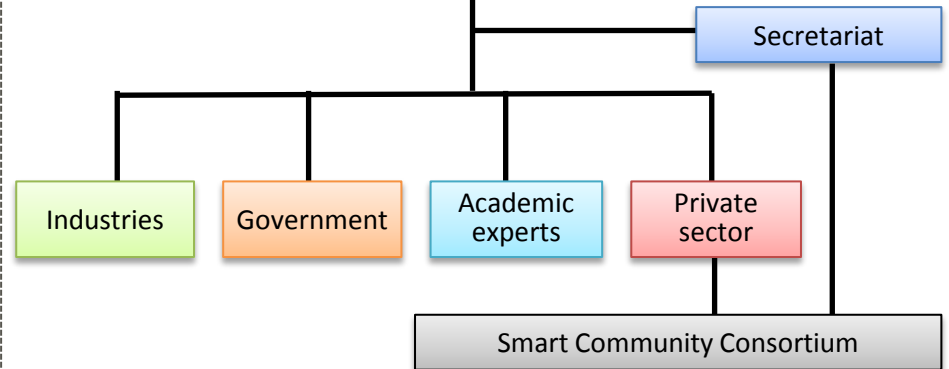 Secretariat
Industries
Government
Academic
experts
Private
sector
Smart Community Consortium